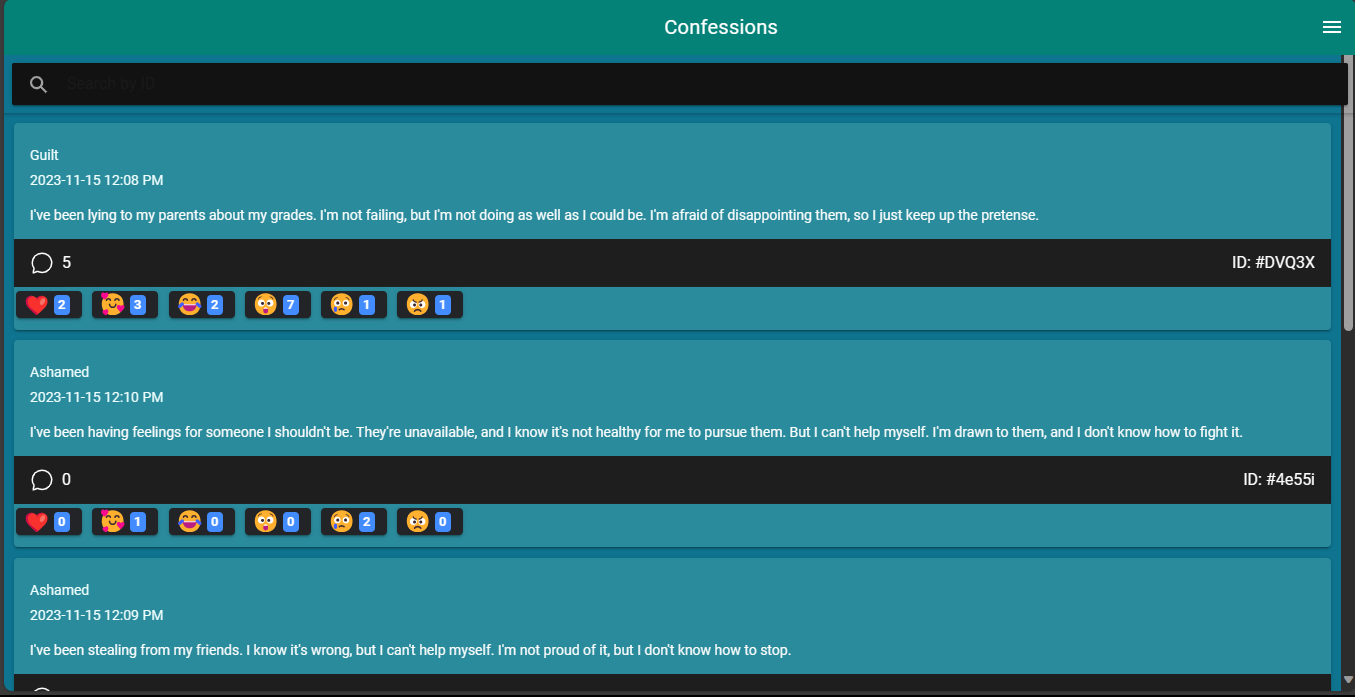 Confessions
Search by ID
Guilt
2023-11-15 12:08 PM
I've been lying to my parents about my grades. I'm not failing, but I'm not doing as well as I could be. I'm afraid of disappointing them, so I just keep up the pretense.
5 ID: #DVQ3X
2 3 2 7 1 1
Ashamed
2023-11-15 12:10 PM
I've been having feelings for someone I shouldn't be. They're unavailable, and I know it's not healthy for me to pursue them. But I can't help myself. I'm drawn to them, and I don't know how to fight it.
0 ID: #4e55i
0 1 0 0 2 0
Ashamed
2023-11-15 12:09 PM
I've been stealing from my friends. I know it's wrong, but I can't help myself. I'm not proud of it, but I don't know how to stop.